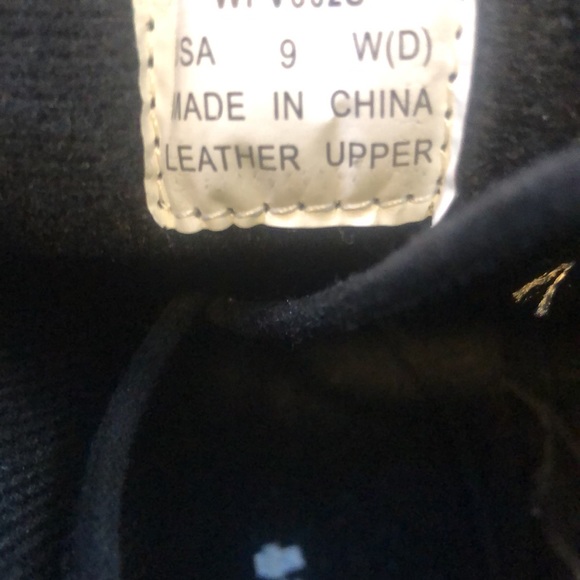 SA 9 W(D)
MADE IN CHINA
LEATHER UPPER